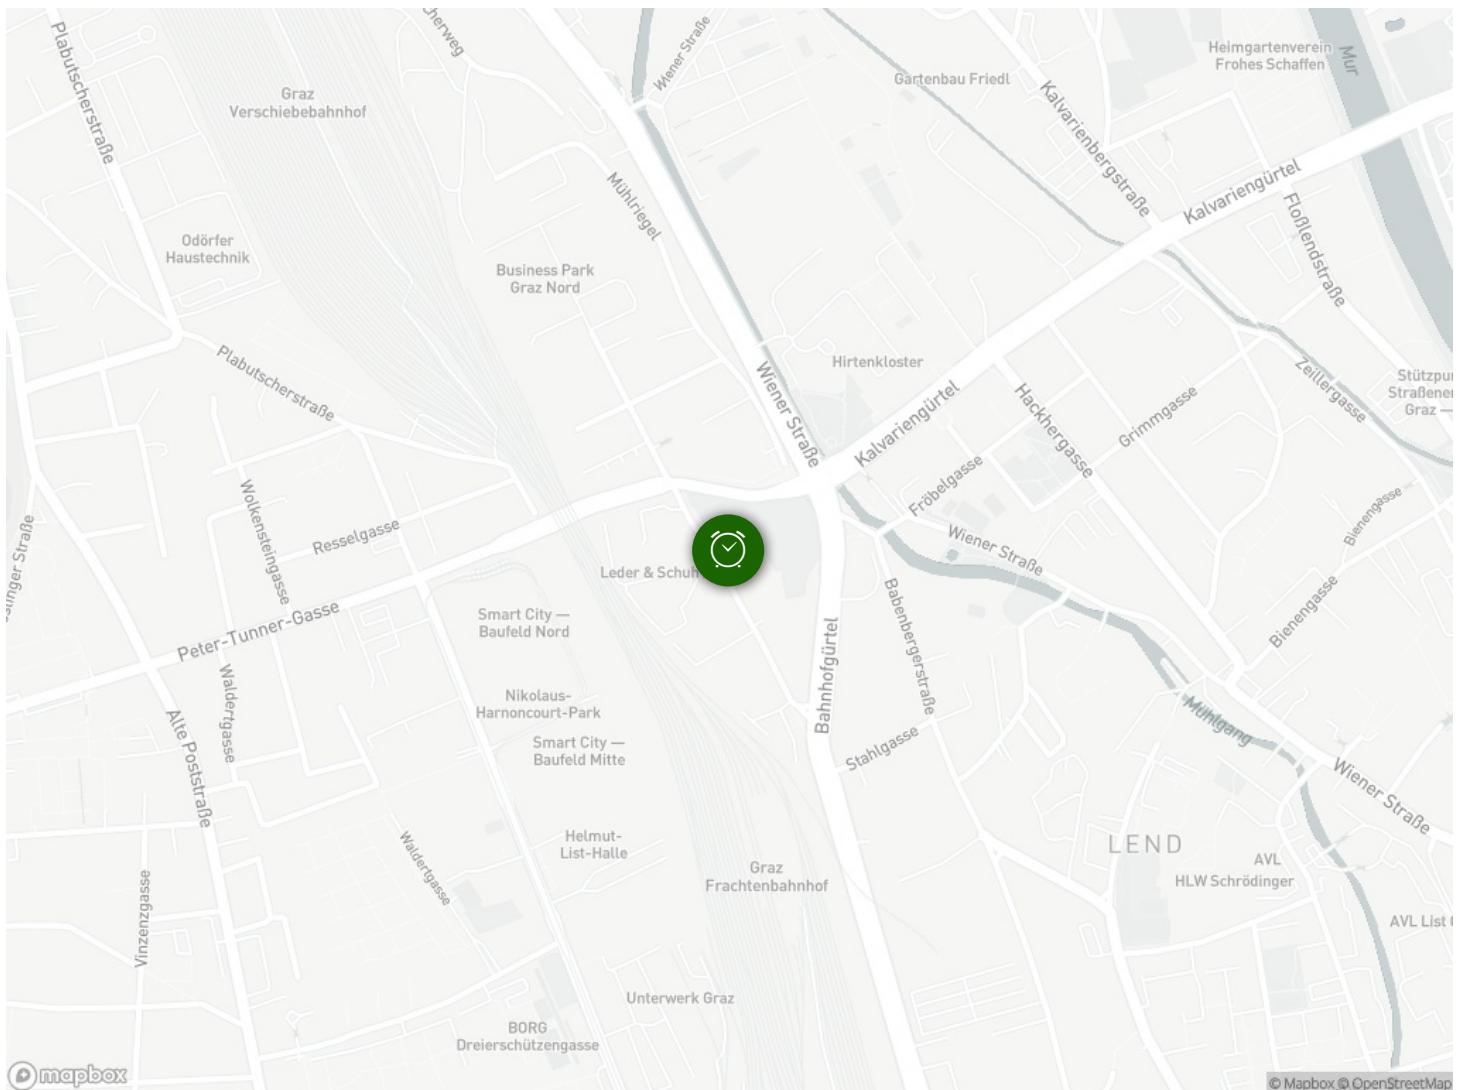 Plabutscherstraße
cherweg
Wiener Straße
Heimgartenverein
Frohes Schaffen
Mur
Gartenbau Friedl
Graz
Verschiebebahnhof
Kalvarienbergstraße
Kalvariengürtel
Floßlendstraße
Mühlriegel
Odörfer
Haustechnik
Business Park
Graz Nord
Plabutscherstraße
Wiener Straße
Hirtenkloster
Kalvariengürtel
Hackhergasse
Grimmgasse
Zeillergasse
Stützpu
Straßener
Graz —
Fröbelgasse
Bienengasse
Wolkensteingasse
Resselgasse
Wiener Straße
slinger Straße
Leder & Schuh
Babenbergerstraße
Bienengasse
Peter-Tunner-Gasse
Smart City —
Baufeld Nord
Waldertgasse
Bahnhofgürtel
Nikolaus-
Harnoncourt-Park
Mühlgang
Alte Poststraße
Smart City —
Baufeld Mitte
Stahlgasse
Wiener Straße
Waldertgasse
Helmut-
List-Halle
LEND
Graz
Frachtenbahnhof
AVL
HLW Schrödinger
Vinzenzgasse
AVL List
Unterwerk Graz
BORG
Dreierschützengasse
mapbox
© Mapbox © OpenStreetMap